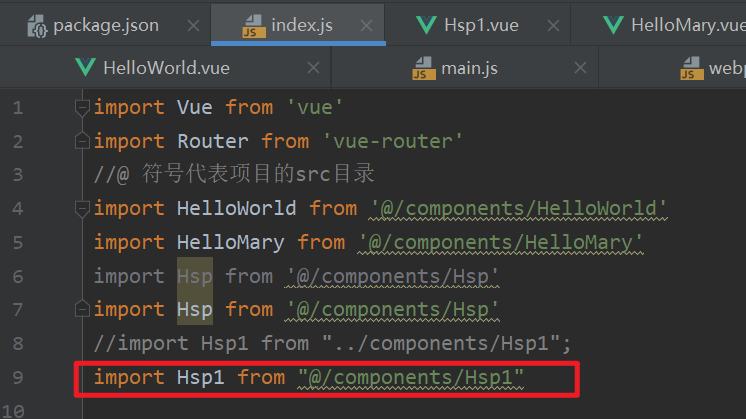 package.json index.js Hsp1.vue HelloMary.vue
HelloWorld.vue main.js webp
1 import Vue from 'vue'
2 import Router from 'vue-router'
3 //@ 符号代表项目的src目录
4 import HelloWorld from '@/components/HelloWorld'
5 import HelloMary from '@/components/HelloMary'
6 import Hsp from '@/components/Hsp'
7 import Hsp from '@/components/Hsp'
8 //import Hsp1 from "../components/Hsp1";
9 import Hsp1 from "@/components/Hsp1"
10